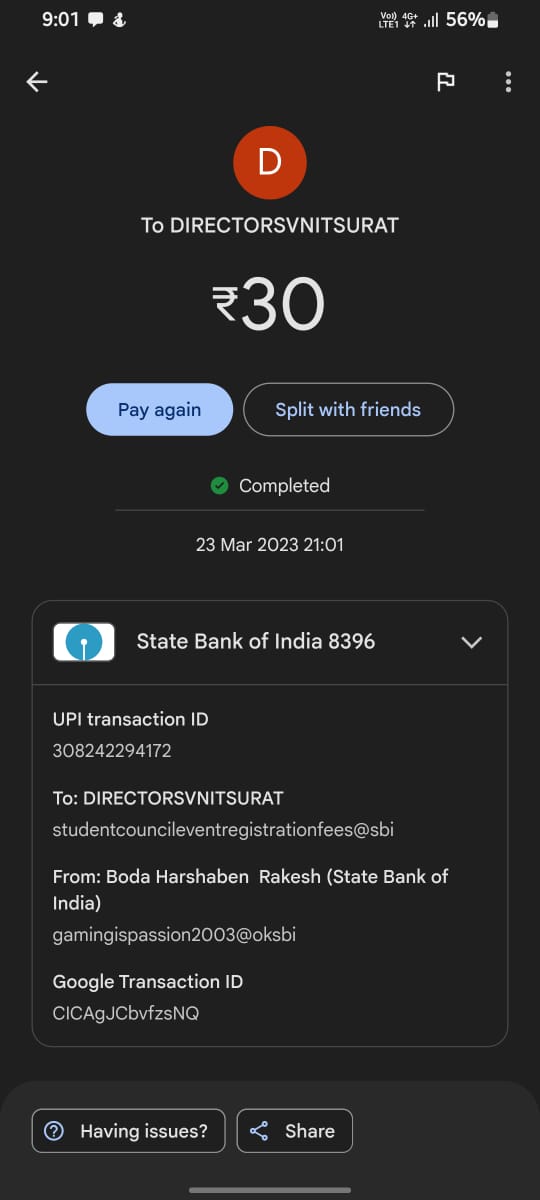 9:01
Vo)) 4G+ 56%
LTE1
D
To DIRECTORSVNITSURAT
₹30
Pay again Split with friends
Completed
23 Mar 2023 21:01
State Bank of India 8396
UPI transaction ID
308242294172
To: DIRECTORSVNITSURAT
studentcouncileventregistrationfees@sbi
From: Boda Harshaben  Rakesh (State Bank of
India)
gamingispassion2003@oksbi
Google Transaction ID
CICAgJCbvfzsNQ
Having issues? Share